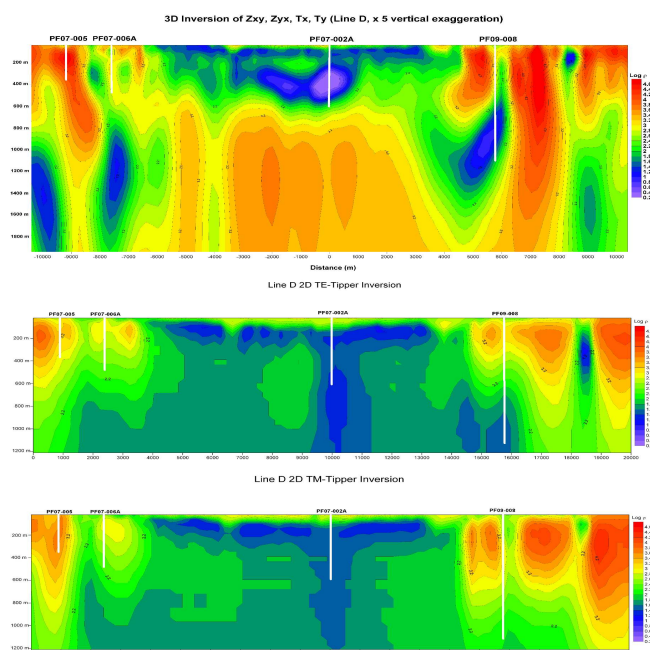 3D Inversion of Zxy, Zyx, Tx, Ty (Line D, x 5 vertical exaggeration)
PF07-005 PF07-006A PF07-002A PF09-008
200 m
400 m
600 m
800 m
1000 m
1200 m
1400 m
1600 m
1800 m
Log ρ
-10000 -9000 -8000 -7000 -6000 -5000 -4000 -3000 -2000 -1000 0 1000 2000 3000 4000 5000 6000 7000 8000 9000 10000
Distance (m)
Line D 2D TE-Tipper Inversion
PF07-005 PF07-006A PF07-002A PF09-008
200 m
400 m
600 m
800 m
1000 m
1200 m
Log ρ
0 1000 2000 3000 4000 5000 6000 7000 8000 9000 10000 11000 12000 13000 14000 15000 16000 17000 18000 19000 20000
Line D 2D TM-Tipper Inversion
PF07-005 PF07-006A PF07-002A PF09-008
200 m
400 m
600 m
800 m
1000 m
1200 m
Log ρ